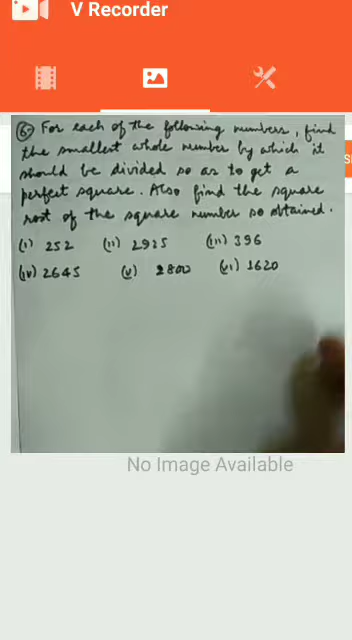 V Recorder
(6) For each of the following numbers, find
the smallest whole number by which it
should be divided so as to get a
perfect square. Also find the square
root of the square number so obtained.
(i) 252 (ii) 2925 (iii) 396
(iv) 2645 (v) 2800 (vi) 1620
No Image Available